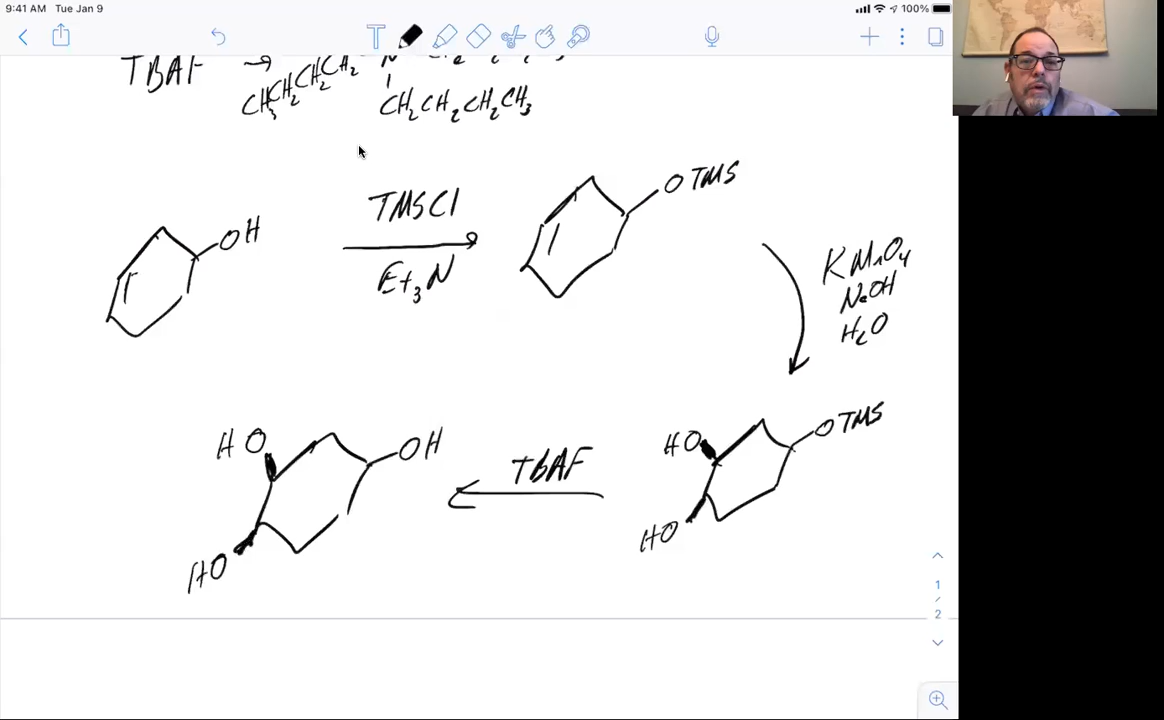 9:41 AM Tue Jan 9
100%
T
TBAF → CH3CH2CH2CH2 N
CH2CH2CH2CH3
OH
TMSCl
Et3N
OTMS
KMnO4
NaOH
H2O
HO
OTMS
HO
TBAF
HO
OH
HO
1
/
2